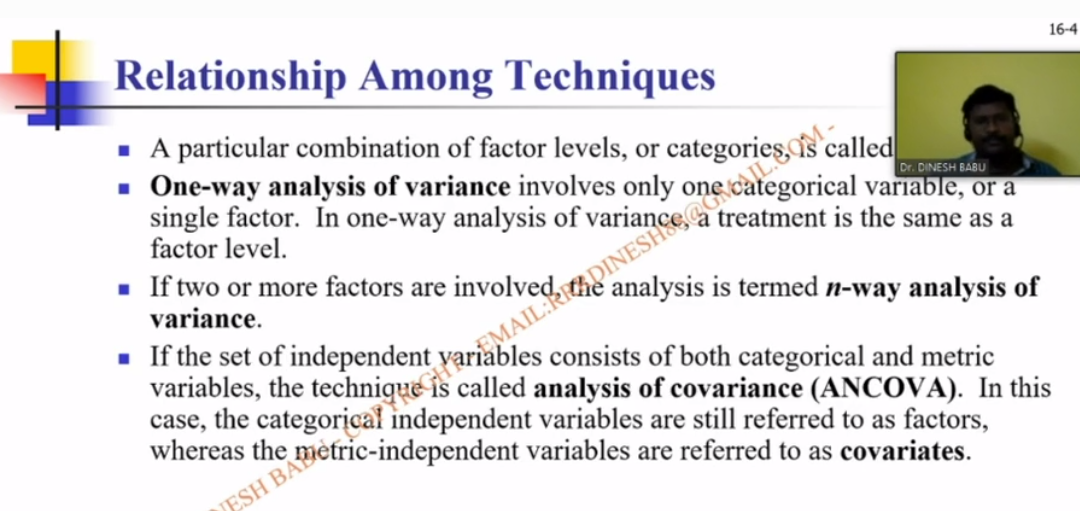 16-4
Relationship Among Techniques
A particular combination of factor levels, or categories, is called
Dr. DINESH BABU
One-way analysis of variance involves only one categorical variable, or a
single factor. In one-way analysis of variance, a treatment is the same as a
factor level.
If two or more factors are involved, the analysis is termed n-way analysis of
variance.
If the set of independent variables consists of both categorical and metric
variables, the technique is called analysis of covariance (ANCOVA). In this
case, the categorical independent variables are still referred to as factors,
whereas the metric-independent variables are referred to as covariates.
BABU - COPYRIGHT - EMAIL: